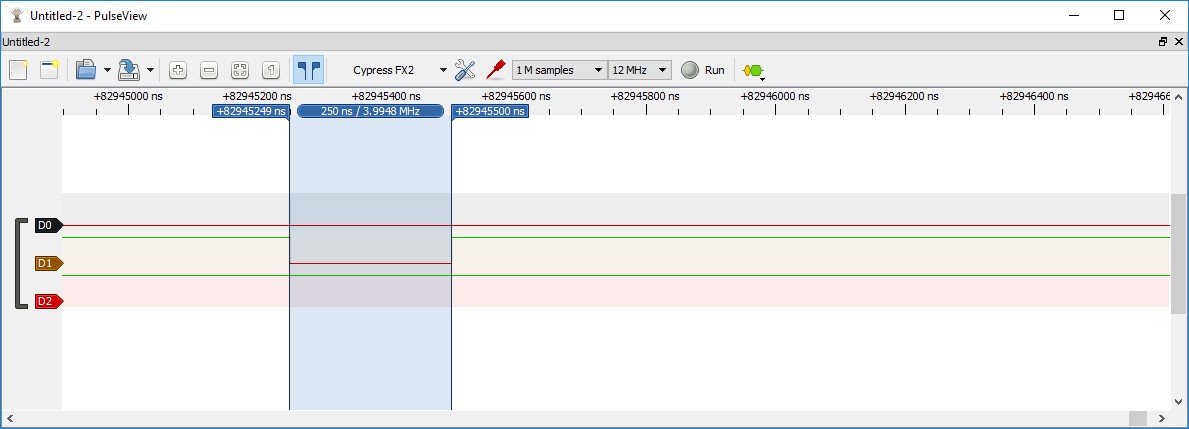 Untitled-2 - PulseView
Untitled-2
Cypress FX2 1 M samples 12 MHz Run
+82945000 ns +82945200 ns +82945400 ns +82945600 ns +82945800 ns +82946000 ns +82946200 ns +82946400 ns +829466
+82945249 ns 250 ns / 3.9948 MHz +82945500 ns
D0
D1
D2